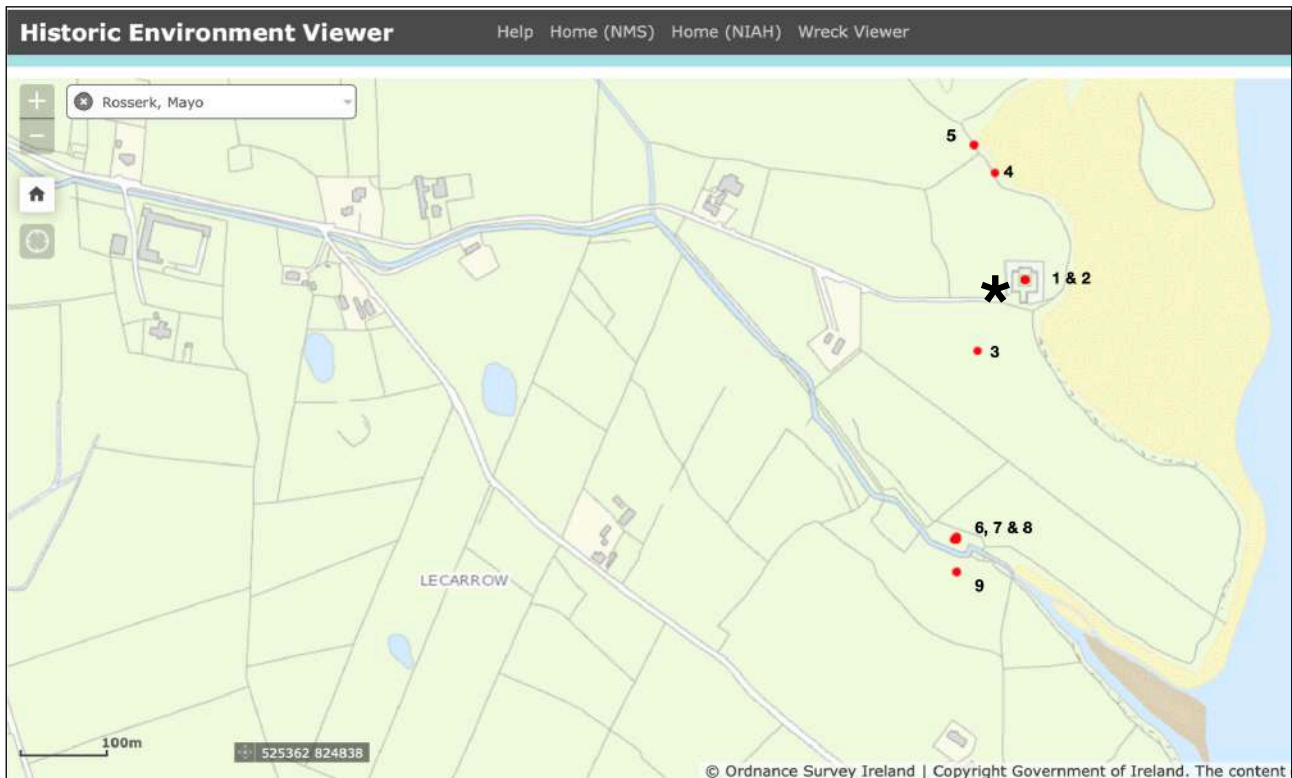 Historic Environment Viewer Help Home (NMS) Home (NIAH) Wreck Viewer
+ Rosserk, Mayo
−
5
4
1 & 2
*
3
6, 7 & 8
9
LECARROW
100m 525362 824838
© Ordnance Survey Ireland | Copyright Government of Ireland. The content